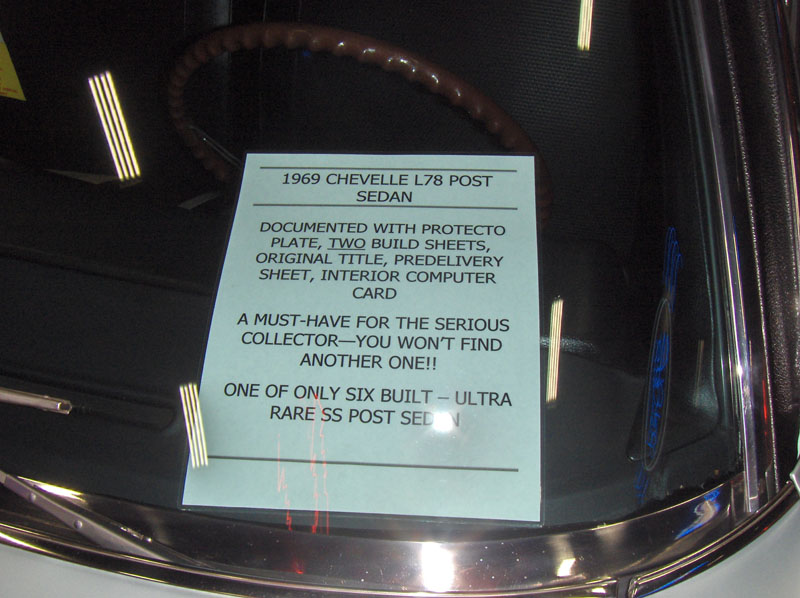 1969 CHEVELLE L78 POST
SEDAN
DOCUMENTED WITH PROTECTO
PLATE, TWO BUILD SHEETS,
ORIGINAL TITLE, PREDELIVERY
SHEET, INTERIOR COMPUTER
CARD
A MUST-HAVE FOR THE SERIOUS
COLLECTOR—YOU WON'T FIND
ANOTHER ONE!!
ONE OF ONLY SIX BUILT – ULTRA
RARE SS POST SEDAN